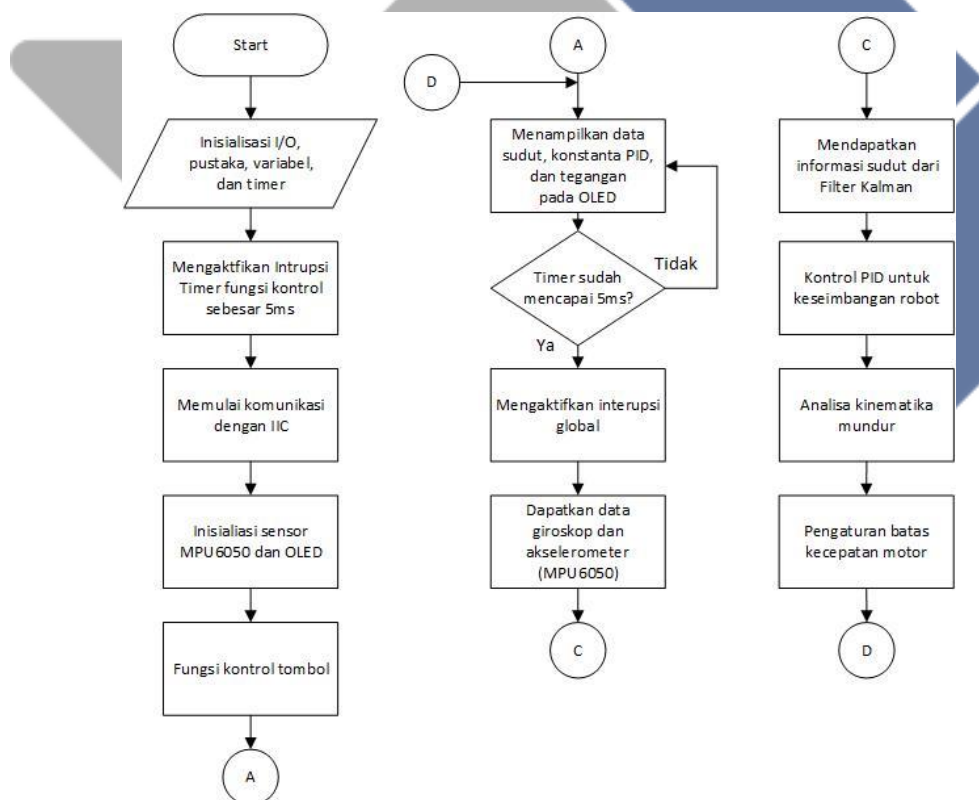 Start
Inisialisasi I/O,
pustaka, variabel,
dan timer
Mengaktfikan Intrupsi
Timer fungsi kontrol
sebesar 5ms
Memulai komunikasi
dengan IIC
Inisialiasi sensor
MPU6050 dan OLED
Fungsi kontrol tombol
A
A
D
Menampilkan data
sudut, konstanta PID,
dan tegangan
pada OLED
Timer sudah
mencapai 5ms?
Tidak
Ya
Mengaktifkan interupsi
global
Dapatkan data
giroskop dan
akselerometer
(MPU6050)
C
C
Mendapatkan
informasi sudut dari
Filter Kalman
Kontrol PID untuk
keseimbangan robot
Analisa kinematika
mundur
Pengaturan batas
kecepatan motor
D